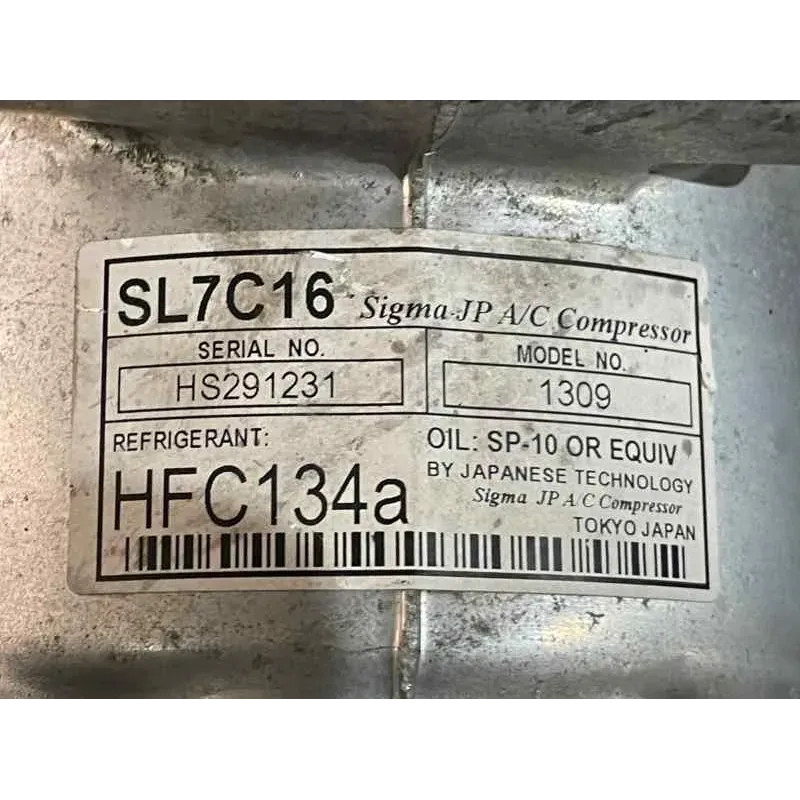 SL7C16 Sigma JP A/C Compressor
SERIAL NO. MODEL NO.
HS291231 1309
REFRIGERANT: OIL: SP-10 OR EQUIV
HFC134a BY JAPANESE TECHNOLOGY
Sigma JP A/C Compressor
TOKYO JAPAN